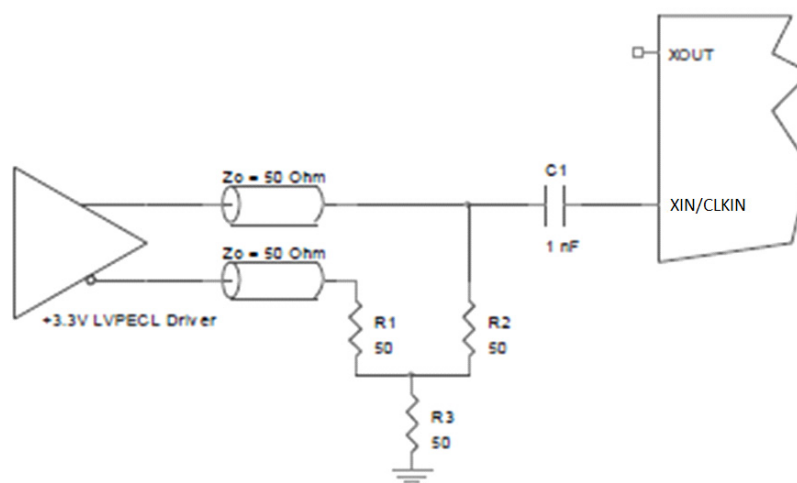 XOUT
Zo = 50 Ohm
C1
XIN/CLKIN
1 nF
Zo = 50 Ohm
+3.3V LVPECL Driver
R1
50
R2
50
R3
50